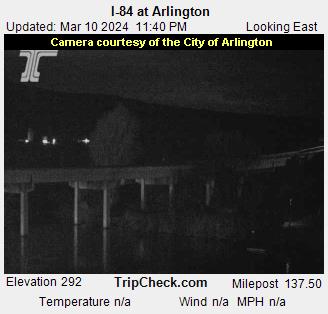 I-84 at Arlington
Updated: Mar 10 2024 11:40 PM Looking East
Camera courtesy of the City of Arlington
Elevation 292 TripCheck.com Milepost 137.50
Temperature n/a Wind n/a MPH n/a